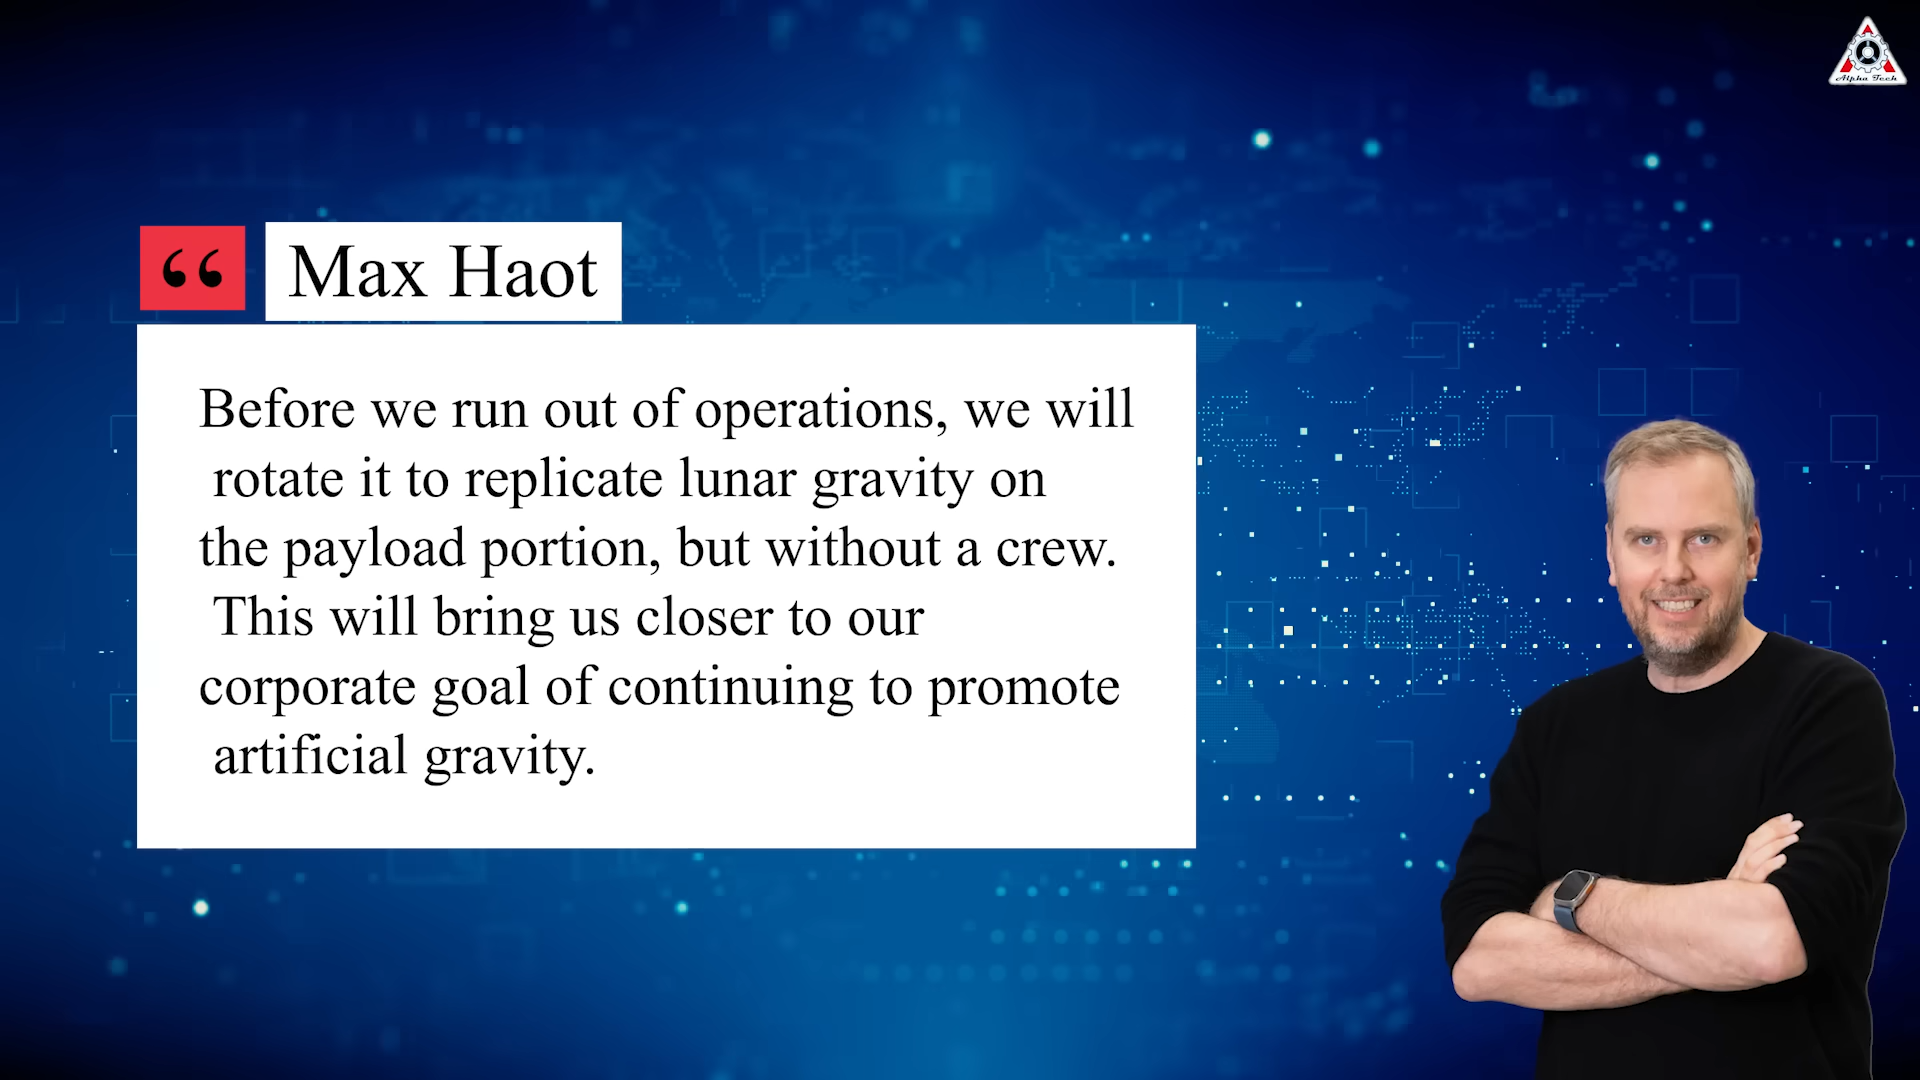 Alpha Tech
“ Max Haot
Before we run out of operations, we will
rotate it to replicate lunar gravity on
the payload portion, but without a crew.
This will bring us closer to our
corporate goal of continuing to promote
artificial gravity.